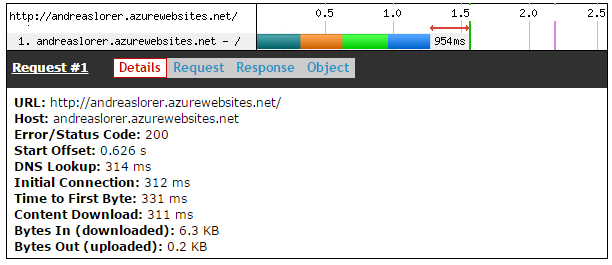 http://andreaslorer.azurewebsites.net/ 0.5 1.0 1.5 2.0 2.5
1. andreaslorer.azurewebsites.net - / 954ms
Request #1 Details Request Response Object
URL: http://andreaslorer.azurewebsites.net/
Host: andreaslorer.azurewebsites.net
Error/Status Code: 200
Start Offset: 0.626 s
DNS Lookup: 314 ms
Initial Connection: 312 ms
Time to First Byte: 331 ms
Content Download: 311 ms
Bytes In (downloaded): 6.3 KB
Bytes Out (uploaded): 0.2 KB